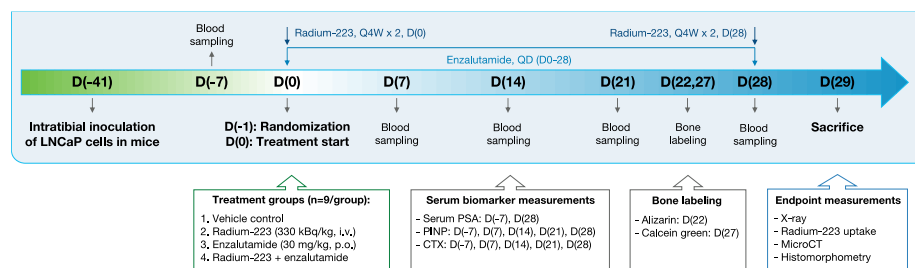 Blood
sampling
Radium-223, Q4W x 2, D(0)
Radium-223, Q4W x 2, D(28)
Enzalutamide, QD (D0-28)
D(-41) D(-7) D(0) D(7) D(14) D(21) D(22,27) D(28) D(29)
Intratibial inoculation
of LNCaP cells in mice
D(-1): Randomization
D(0): Treatment start
Blood
sampling
Blood
sampling
Blood
sampling
Bone
labeling
Blood
sampling
Sacrifice
Treatment groups (n=9/group):
1. Vehicle control
2. Radium-223 (330 kBq/kg, i.v.)
3. Enzalutamide (30 mg/kg, p.o.)
4. Radium-223 + enzalutamide
Serum biomarker measurements
- Serum PSA: D(-7), D(28)
- PINP: D(-7), D(7), D(14), D(21), D(28)
- CTX: D(-7), D(7), D(14), D(21), D(28)
Bone labeling
- Alizarin: D(22)
- Calcein green: D(27)
Endpoint measurements
- X-ray
- Radium-223 uptake
- MicroCT
- Histomorphometry